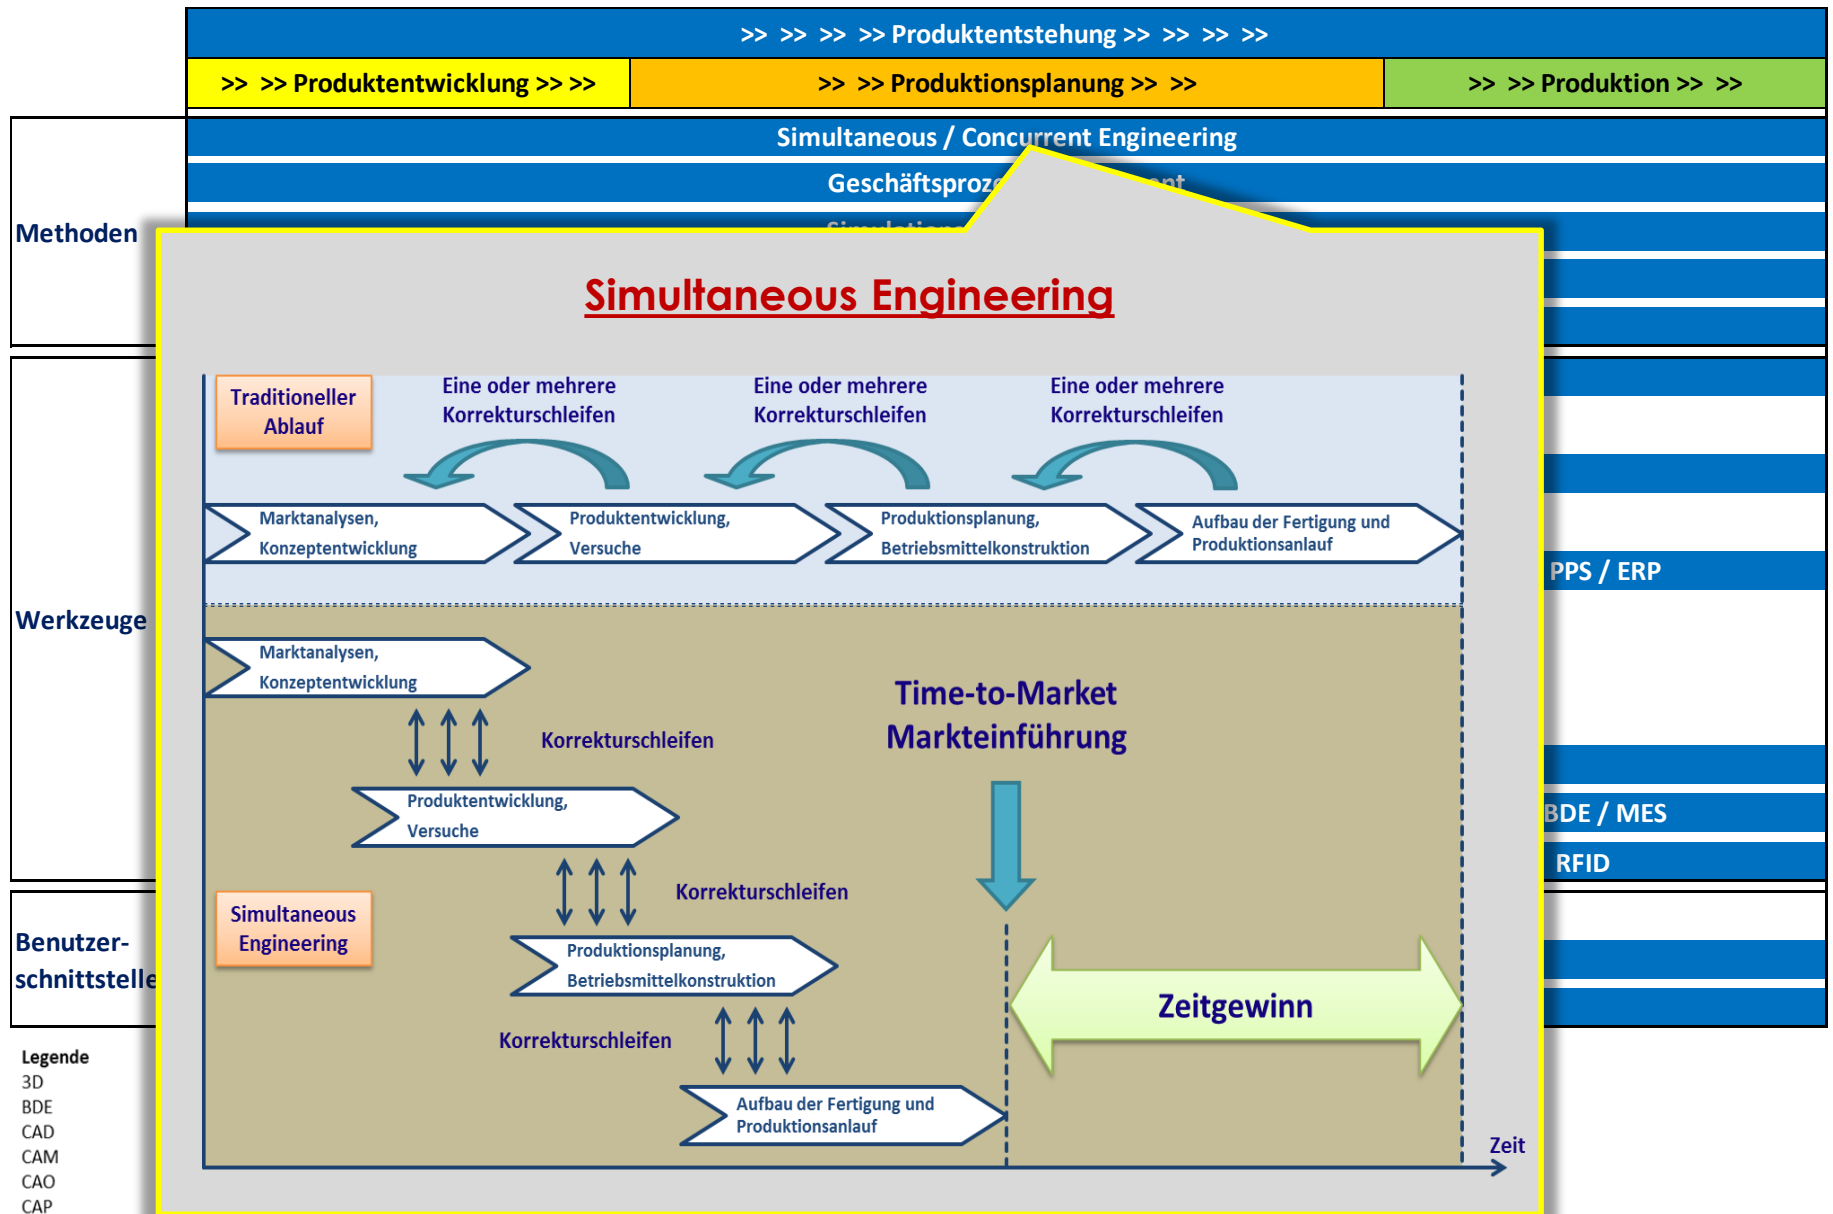 >> >> >> >> Produktentstehung >> >> >> >>
>> >> Produktentwicklung >> >>
>> >> Produktionsplanung >> >>
>> >> Produktion >> >>
Methoden
Simultaneous / Concurrent Engineering
Simultaneous Engineering
Traditioneller
Ablauf
Eine oder mehrere
Korrekturschleifen
Eine oder mehrere
Korrekturschleifen
Eine oder mehrere
Korrekturschleifen
Marktanalysen,
Konzeptentwicklung
Produktentwicklung,
Versuche
Produktionsplanung,
Betriebsmittelkonstruktion
Aufbau der Fertigung und
Produktionsanlauf
Werkzeuge
PPS / ERP
Marktanalysen,
Konzeptentwicklung
Korrekturschleifen
Time-to-Market
Markteinführung
Produktentwicklung,
Versuche
BDE / MES
RFID
Korrekturschleifen
Simultaneous
Engineering
Benutzer-
schnittstelle
Produktionsplanung,
Betriebsmittelkonstruktion
Zeitgewinn
Korrekturschleifen
Aufbau der Fertigung und
Produktionsanlauf
Zeit
Legende
3D
BDE
CAD
CAM
CAO
CAP